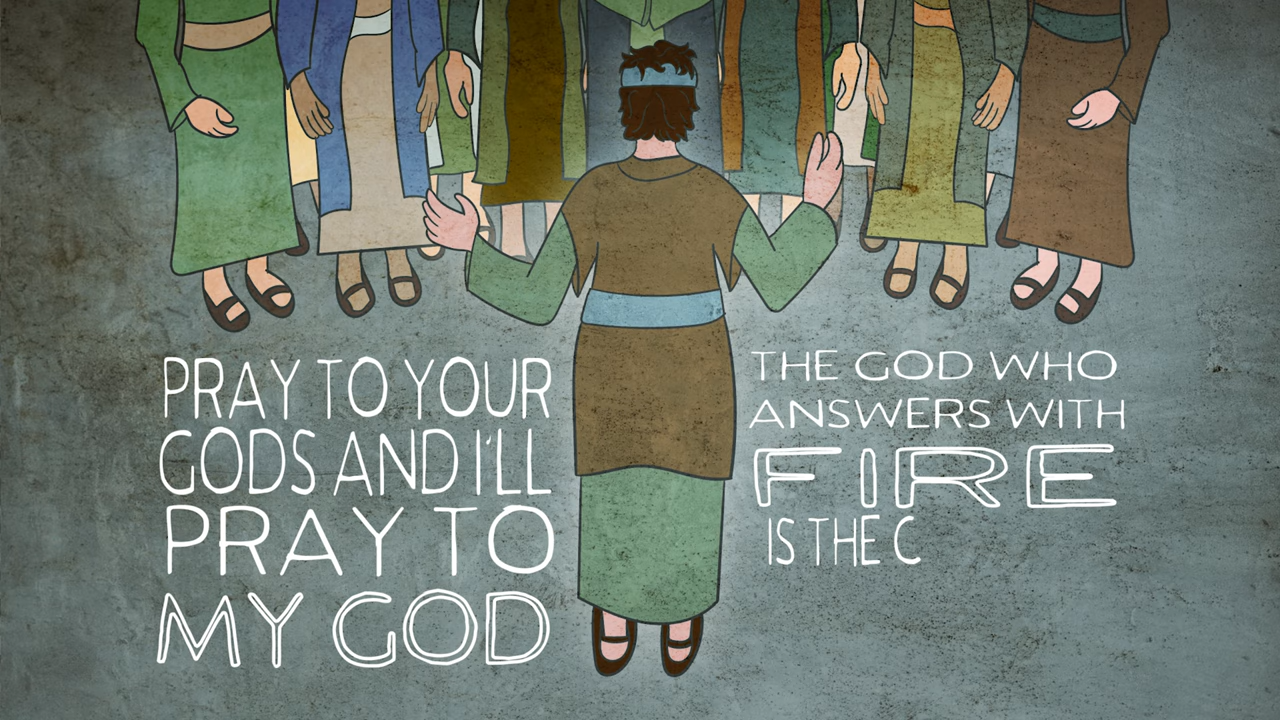 PRAY TO YOUR
GODS AND I'LL
PRAY TO
MY GOD
THE GOD WHO
ANSWERS WITH
FIRE
IS THE C